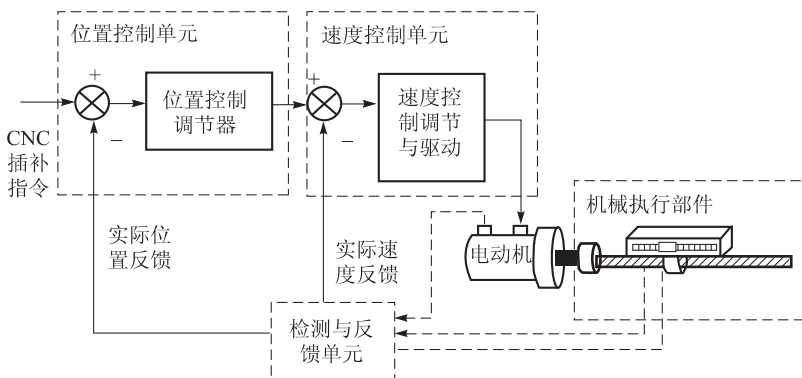 位置控制单元
速度控制单元
+
+
位置控制
调节器
速度控
制调节
与驱动
−
−
CNC
插补
指令
机械执行部件
实际位
置反馈
实际速
度反馈
电动机
检测与反
馈单元